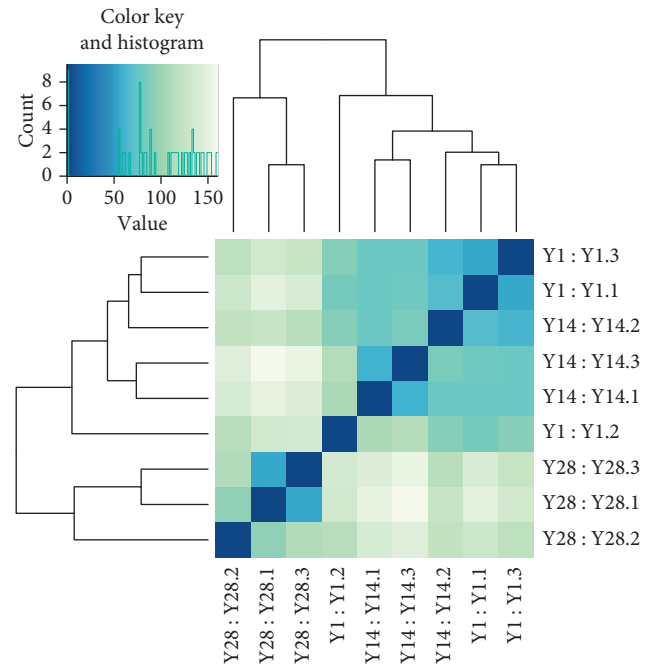 Color key
and histogram
Count
8
6
4
2
0
0 50 100 150
Value
Y1 : Y1.3
Y1 : Y1.1
Y14 : Y14.2
Y14 : Y14.3
Y14 : Y14.1
Y1 : Y1.2
Y28 : Y28.3
Y28 : Y28.1
Y28 : Y28.2
Y28 : Y28.2
Y28 : Y28.1
Y28 : Y28.3
Y1 : Y1.2
Y14 : Y14.1
Y14 : Y14.3
Y14 : Y14.2
Y1 : Y1.1
Y1 : Y1.3